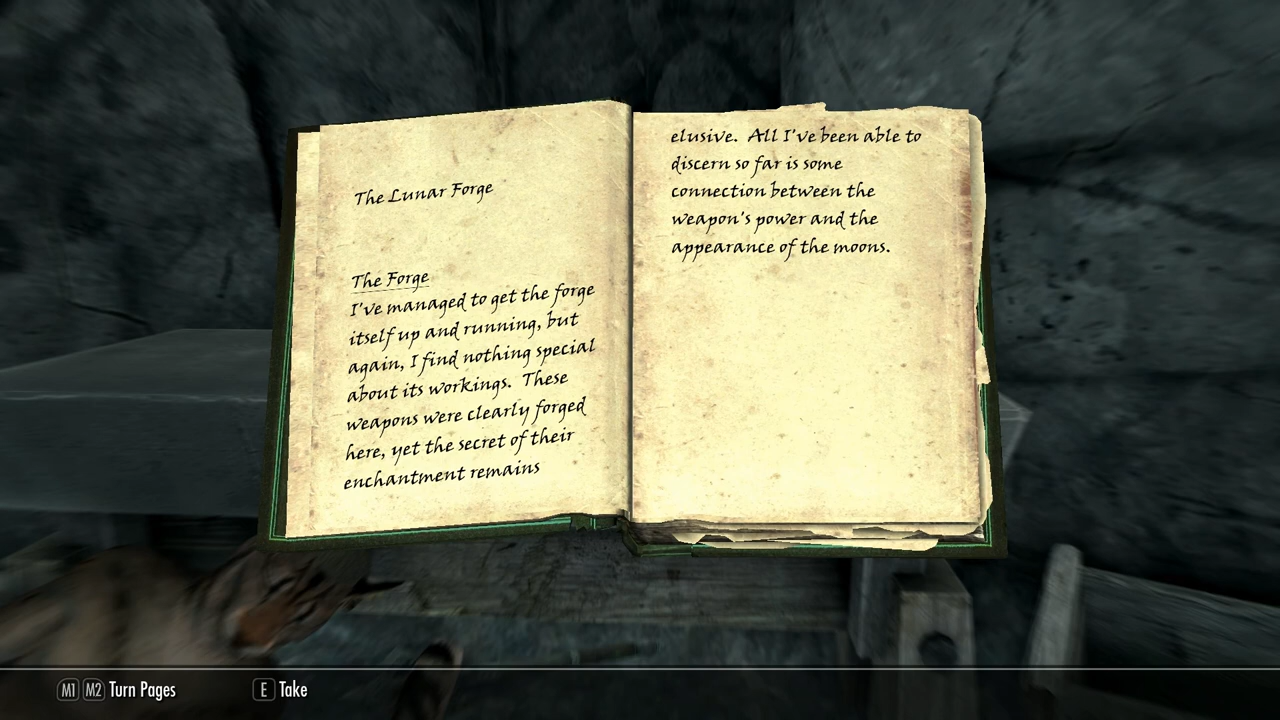 The Lunar Forge
The Forge
I've managed to get the forge
itself up and running, but
again, I find nothing special
about its workings. These
weapons were clearly forged
here, yet the secret of their
enchantment remains
elusive. All I've been able to
discern so far is some
connection between the
weapon's power and the
appearance of the moons.
M1 M2 Turn Pages
E Take